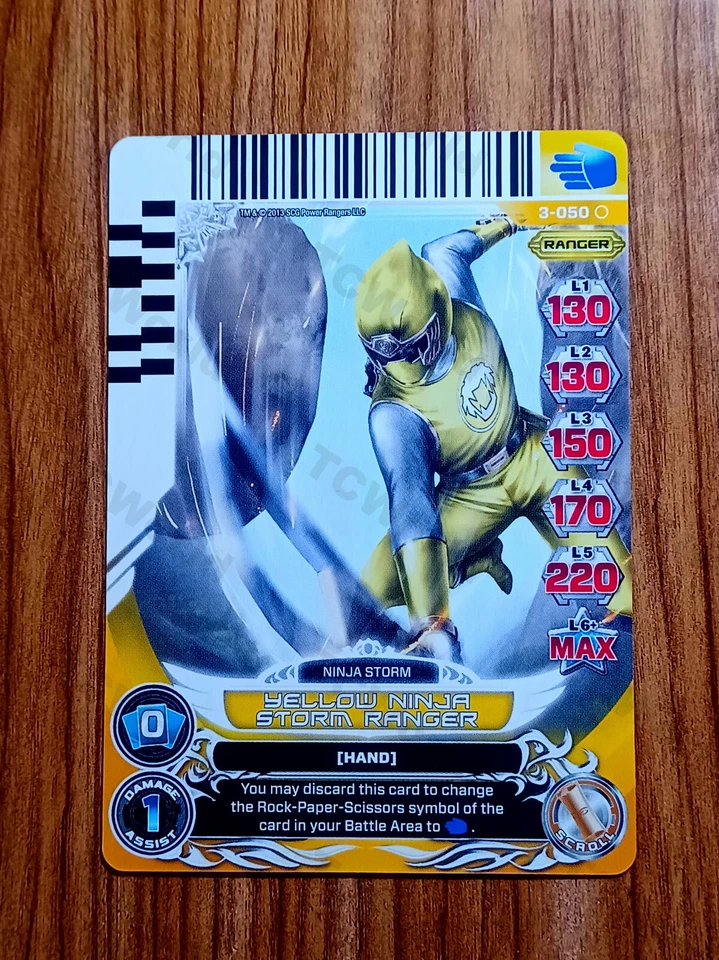 TM & © 2013 SCG Power Rangers LLC
3-050
RANGER
L1
130
L2
130
L3
150
L4
170
L5
220
L6+
MAX
NINJA STORM
YELLOW NINJA
STORM RANGER
0
[HAND]
You may discard this card to change
the Rock-Paper-Scissors symbol of the
card in your Battle Area to .
DAMAGE
1
ASSIST
SCROLL